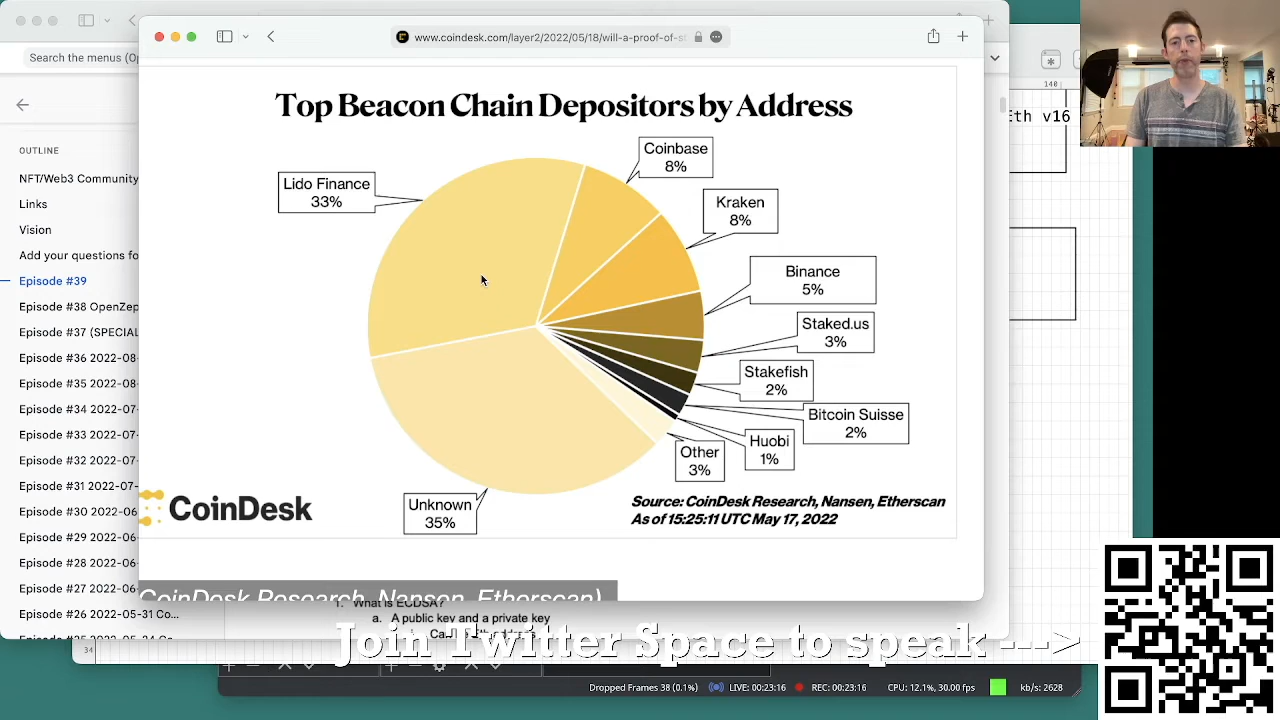 www.coindesk.com/layer2/2022/05/18/will-a-proof-of-s
Search the menus (Op
140
Eth v16
OUTLINE
NFT/Web3 Community
Links
Vision
Add your questions fo
Episode #39
Episode #38 OpenZep
Episode #37 (SPECIAL
Episode #36 2022-08-
Episode #35 2022-08-
Episode #34 2022-07-
Episode #33 2022-07-
Episode #32 2022-07-
Episode #31 2022-07-
Episode #30 2022-06-
Episode #29 2022-06-
Episode #28 2022-06-
Episode #27 2022-06-
Episode #26 2022-05-31 Co...
Top Beacon Chain Depositors by Address
Lido Finance
33%
Coinbase
8%
Kraken
8%
Binance
5%
Staked.us
3%
Stakefish
2%
Bitcoin Suisse
2%
Huobi
1%
Other
3%
Unknown
35%
CoinDesk
Source: CoinDesk Research, Nansen, Etherscan
As of 15:25:11 UTC May 17, 2022
CoinDesk Research, Nansen, Etherscan)
1. What is ECDSA?
a. A public key and a private key
Join Twitter Space to speak --->
34
Dropped Frames 38 (0.1%)
LIVE: 00:23:16
REC: 00:23:16
CPU: 12.1%, 30.00 fps
kb/s: 2628